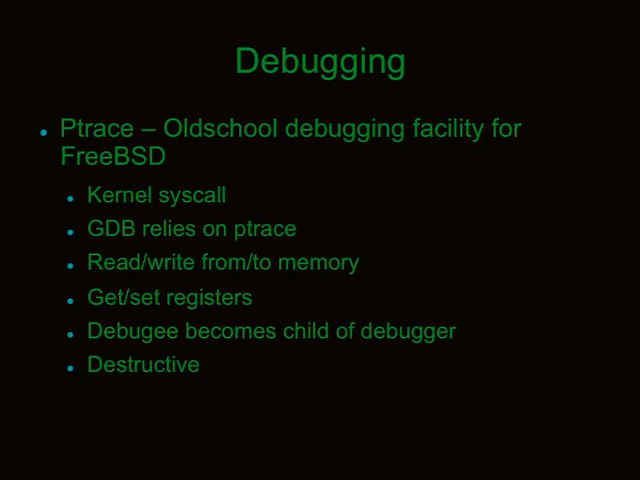 Debugging
Ptrace – Oldschool debugging facility for
FreeBSD
Kernel syscall
GDB relies on ptrace
Read/write from/to memory
Get/set registers
Debugee becomes child of debugger
Destructive